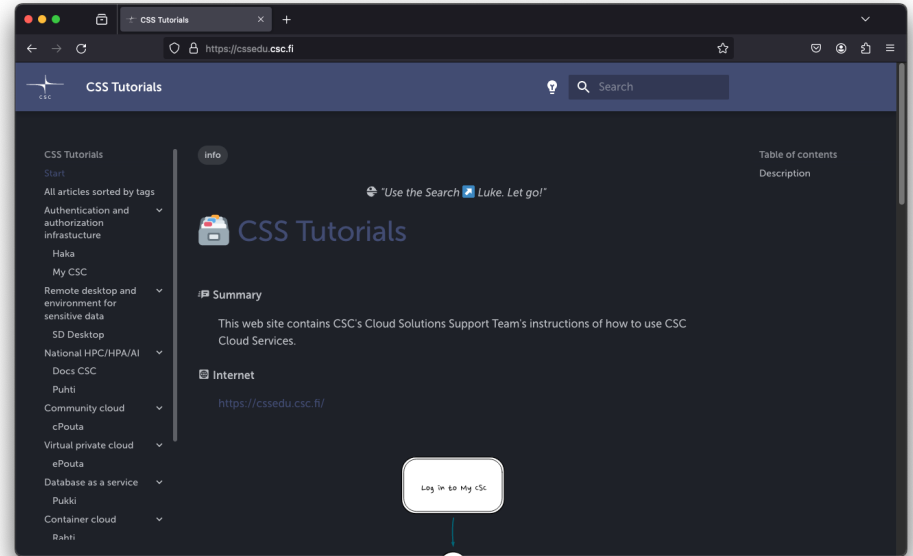 CSS Tutorials
https://cssedu.csc.fi
CSC
CSS Tutorials
Search
CSS Tutorials
Start
All articles sorted by tags
Authentication and
authorization
infrastucture
Haka
My CSC
Remote desktop and
environment for
sensitive data
SD Desktop
National HPC/HPA/AI
Docs CSC
Puhti
Community cloud
cPouta
Virtual private cloud
ePouta
Database as a service
Pukki
Container cloud
Rahti
info
"Use the Search Luke. Let go!"
CSS Tutorials
Summary
This web site contains CSC's Cloud Solutions Support Team's instructions of how to use CSC
Cloud Services.
Internet
https://cssedu.csc.fi/
Log in to My CSC
Table of contents
Description